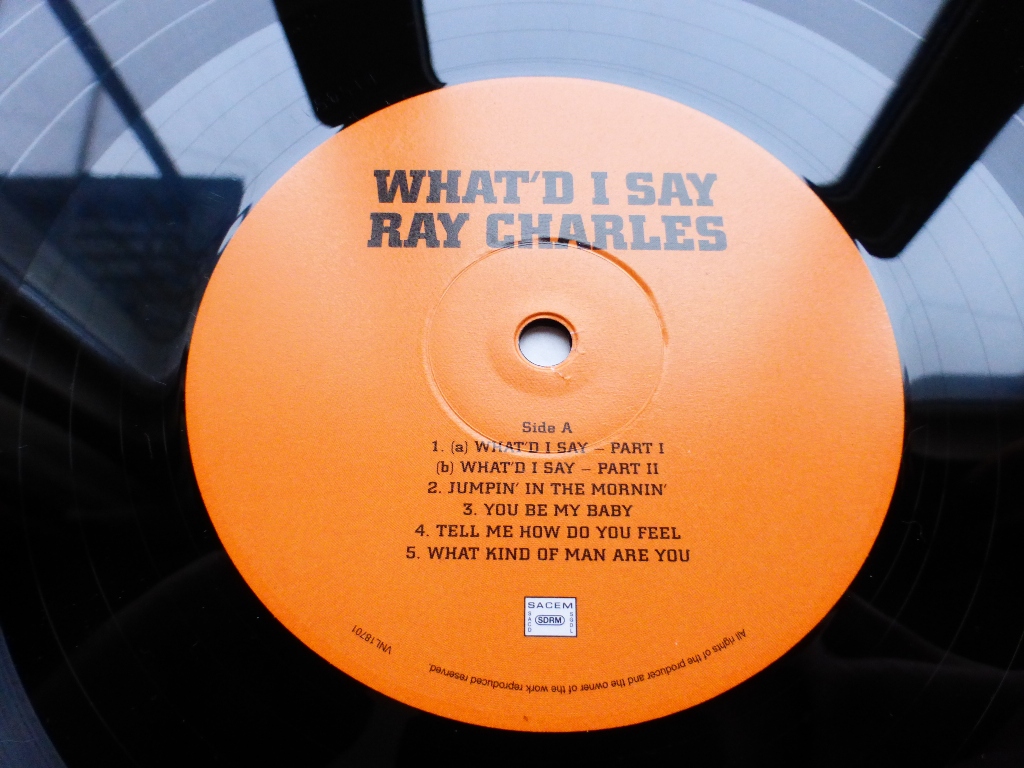 WHAT'D I SAY
RAY CHARLES
Side A
1. (a) WHAT'D I SAY – PART I
(b) WHAT'D I SAY – PART II
2. JUMPIN' IN THE MORNIN'
3. YOU BE MY BABY
4. TELL ME HOW DO YOU FEEL
5. WHAT KIND OF MAN ARE YOU
SACEM
SACD SDRM SGDL
VNL18701
All rights of the producer and the owner of the work reproduced reserved.